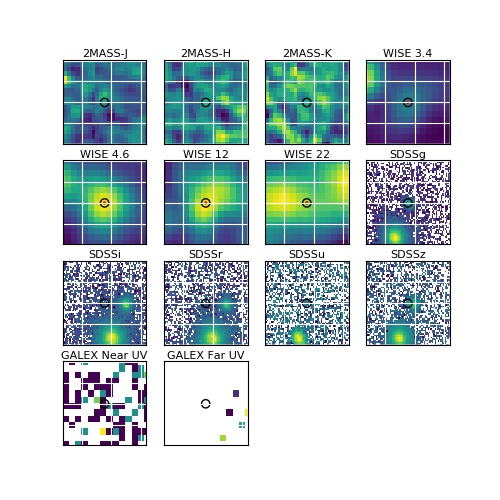 2MASS-J 2MASS-H 2MASS-K WISE 3.4
WISE 4.6 WISE 12 WISE 22 SDSSg
SDSSi SDSSr SDSSu SDSSz
GALEX Near UV GALEX Far UV